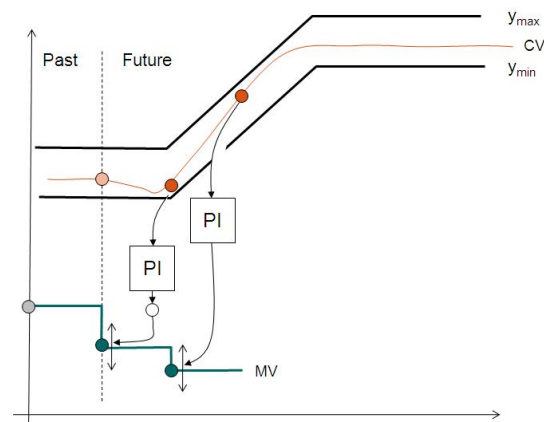 y_max
CV
Past
Future
y_min
PI
PI
MV